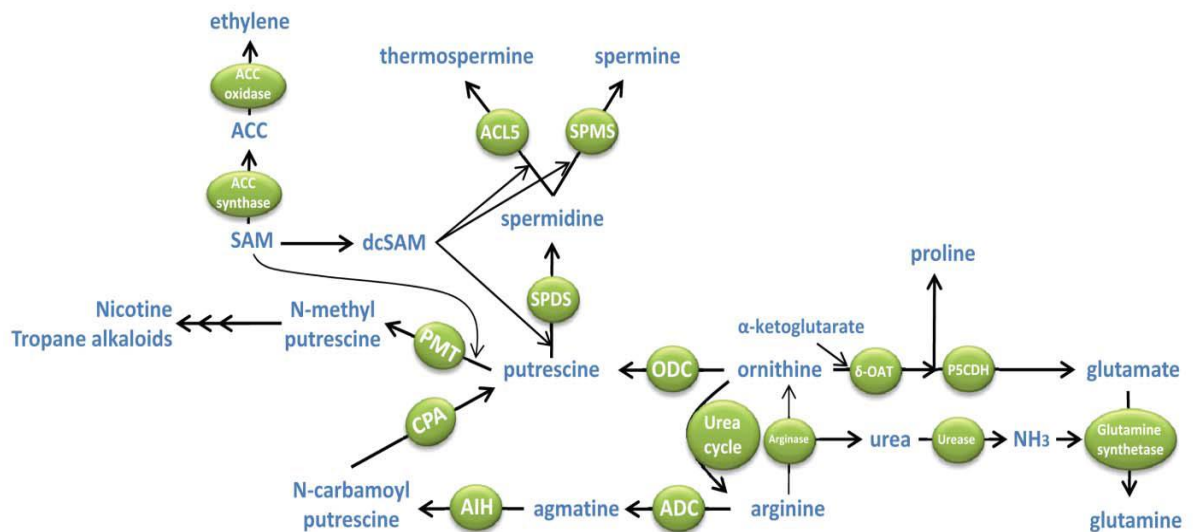 ethylene
ACC
oxidase
ACC
ACC
synthase
SAM
dcSAM
thermospermine
spermine
ACL5
SPMS
spermidine
SPDS
proline
Nicotine
Tropane alkaloids
N-methyl
putrescine
PMT
putrescine
ODC
ornithine
α-ketoglutarate
δ-OAT
P5CDH
glutamate
CPA
Urea
cycle
Arginase
urea
Urease
NH3
Glutamine
synthetase
N-carbamoyl
putrescine
AIH
agmatine
ADC
arginine
glutamine